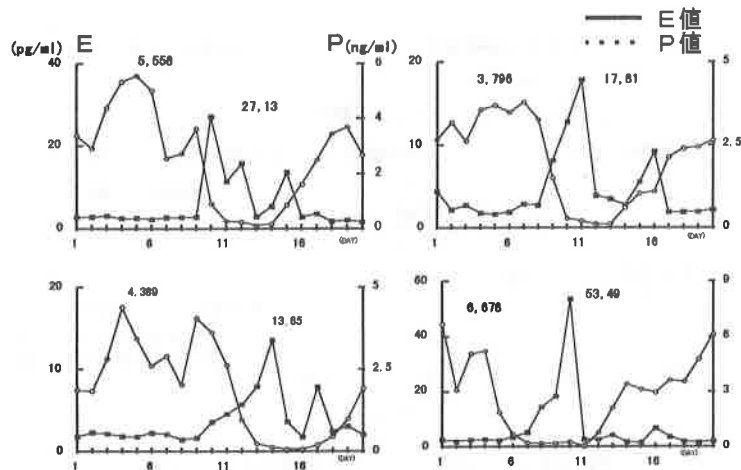 E値
P値
(pg/ml) E P (ng/ml)
40 20 0
5,558
27,13
6 4 2 0
1 6 11 16 (DAY)
20 10 0
3,796
17,81
5 2.5 0
1 6 11 16 (DAY)
20 10 0
4,389
13,65
5 2.5 0
1 6 11 16 (DAY)
60 40 20 0
6,678
53,49
9 6 3 0
1 6 11 16 (DAY)